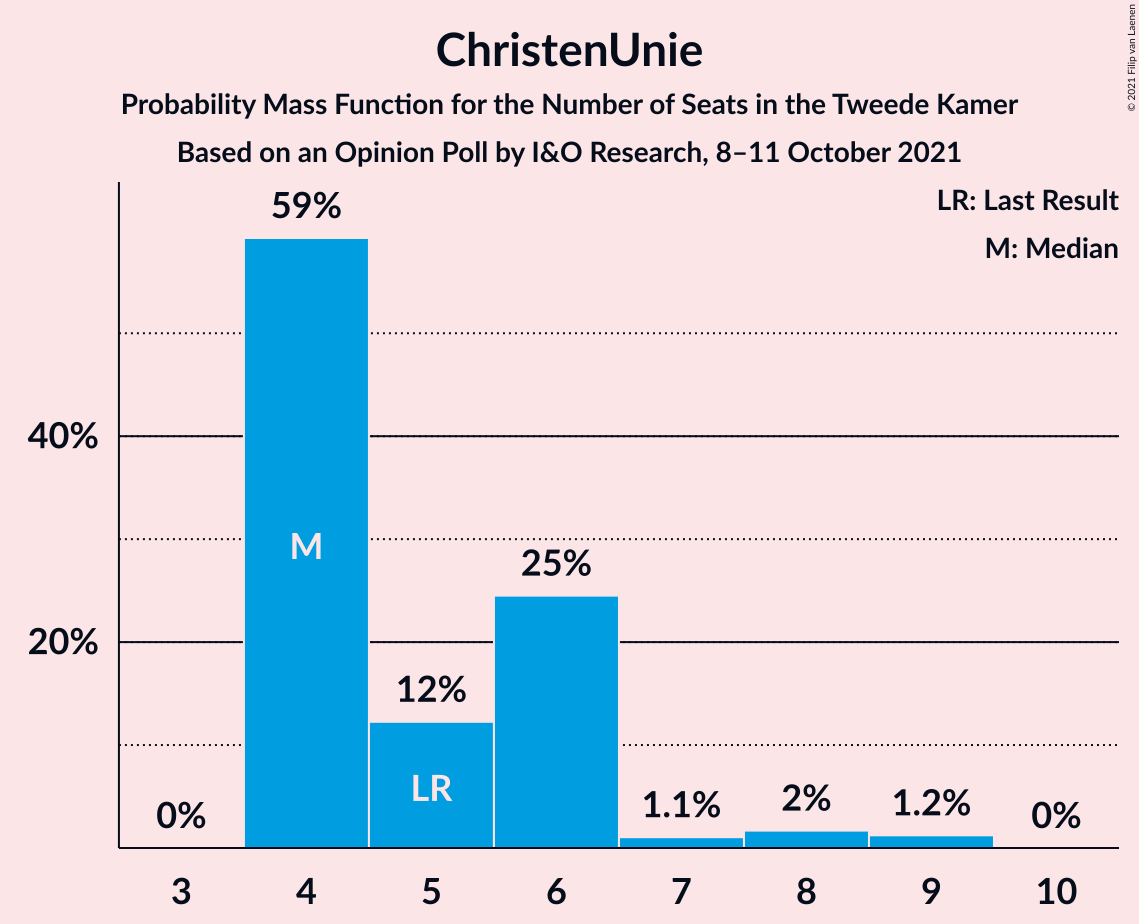 ChristenUnie
Probability Mass Function for the Number of Seats in the Tweede Kamer
Based on an Opinion Poll by I&O Research, 8–11 October 2021
© 2021 Filip van Laenen
LR: Last Result
M: Median
59%
40%
M
25%
20%
12%
LR
0%
1.1%
2%
1.2%
0%
3 4 5 6 7 8 9 10